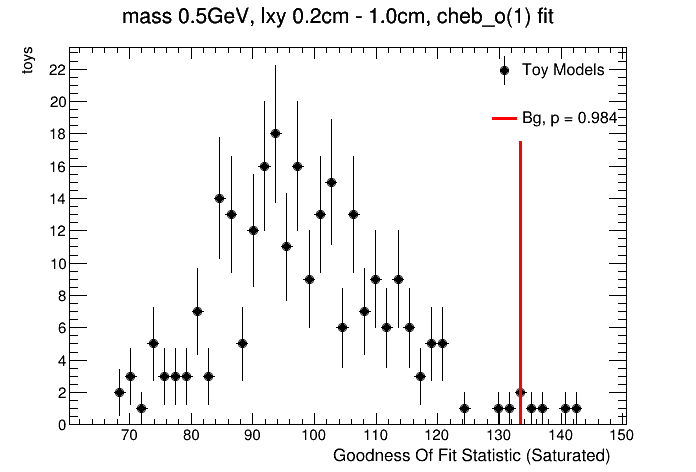 mass 0.5GeV, lxy 0.2cm - 1.0cm, cheb_o(1) fit
toys
Toy Models
Bg, p = 0.984
22
20
18
16
14
12
10
8
6
4
2
0
70 80 90 100 110 120 130 140 150
Goodness Of Fit Statistic (Saturated)